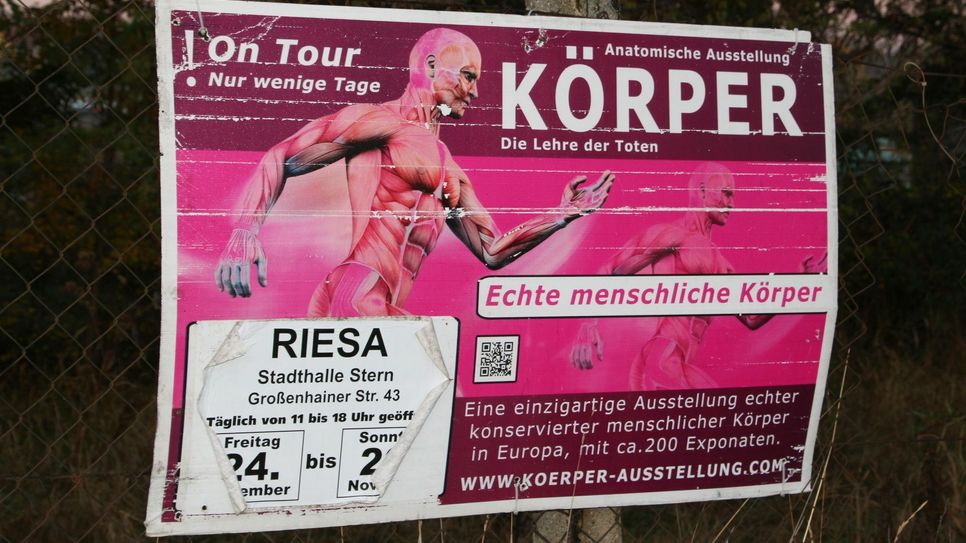 ! On Tour
Nur wenige Tage
Anatomische Ausstellung
KÖRPER
Die Lehre der Toten
Echte menschliche Körper
RIESA
Stadthalle Stern
Großenhainer Str. 43
Täglich von 11 bis 18 Uhr geöff
Freitag
24.
ember
bis
Sonnt
2
Nov
Eine einzigartige Ausstellung echter
konservierter menschlicher Körper
in Europa, mit ca.200 Exponaten.
WWW.KOERPER-AUSSTELLUNG.COM